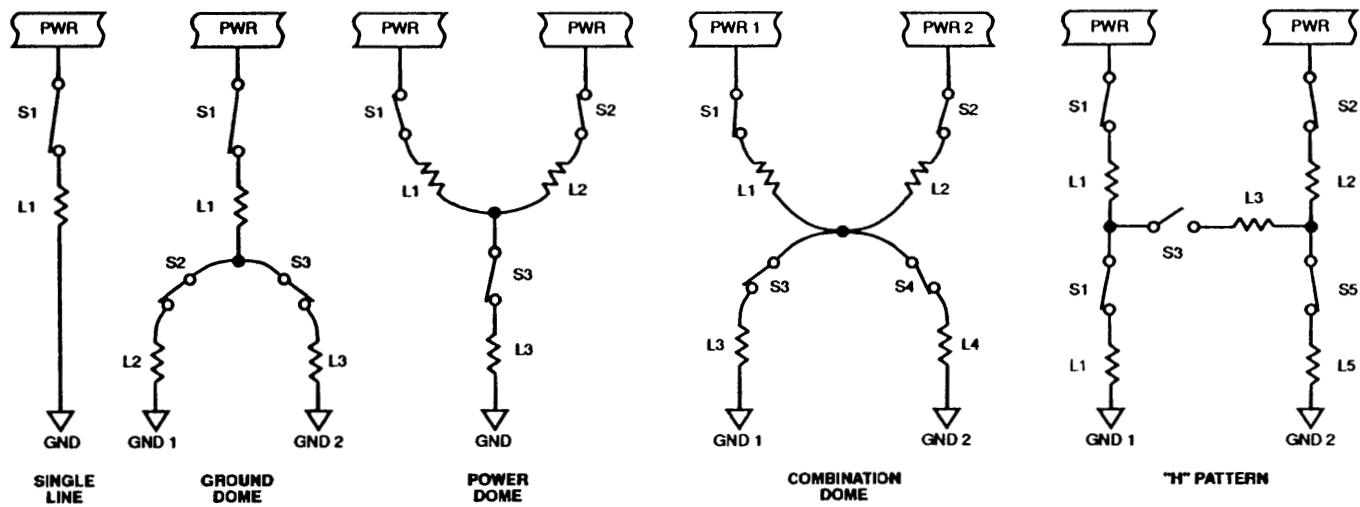 PWR
S1
L1
GND
SINGLE
LINE
PWR
S1
L1
S2
S3
L2
L3
GND 1
GND 2
GROUND
DOME
PWR
PWR
S1
S2
L1
L2
S3
L3
GND
POWER
DOME
PWR 1
PWR 2
S1
S2
L1
L2
S3
S4
L3
L4
GND 1
GND 2
COMBINATION
DOME
PWR
PWR
S1
S2
L1
L2
L3
S3
S1
S5
L1
L5
GND 1
GND 2
"H" PATTERN